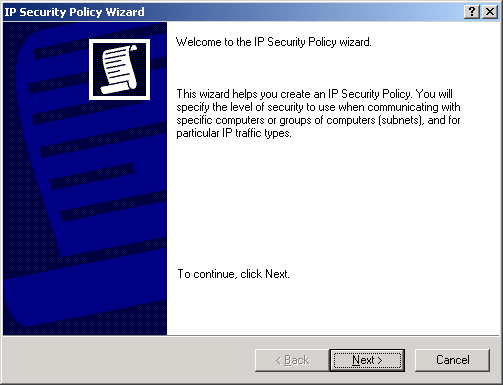 IP Security Policy Wizard
Welcome to the IP Security Policy wizard.
This wizard helps you create an IP Security Policy. You will
specify the level of security to use when communicating with
specific computers or groups of computers (subnets), and for
particular IP traffic types.
To continue, click Next.
< Back
Next >
Cancel